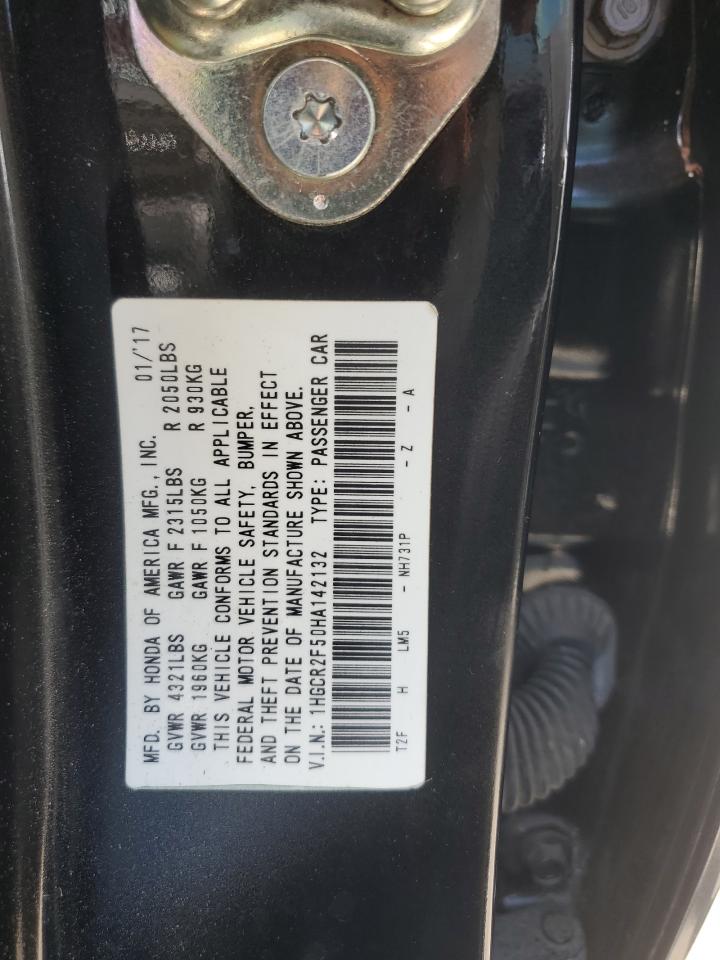 MFD. BY HONDA OF AMERICA MFG., INC. 01/'17
GVWR 4321LBS GAWR F 2315LBS R 2050LBS
GVWR 1960KG GAWR F 1050KG R 930KG
THIS VEHICLE CONFORMS TO ALL APPLICABLE
FEDERAL MOTOR VEHICLE SAFETY, BUMPER,
AND THEFT PREVENTION STANDARDS IN EFFECT
ON THE DATE OF MANUFACTURE SHOWN ABOVE.
V.I.N.: 1HGCR2F50HA142132 TYPE: PASSENGER CAR
T2F H LM5 - NH731P - Z - A
10